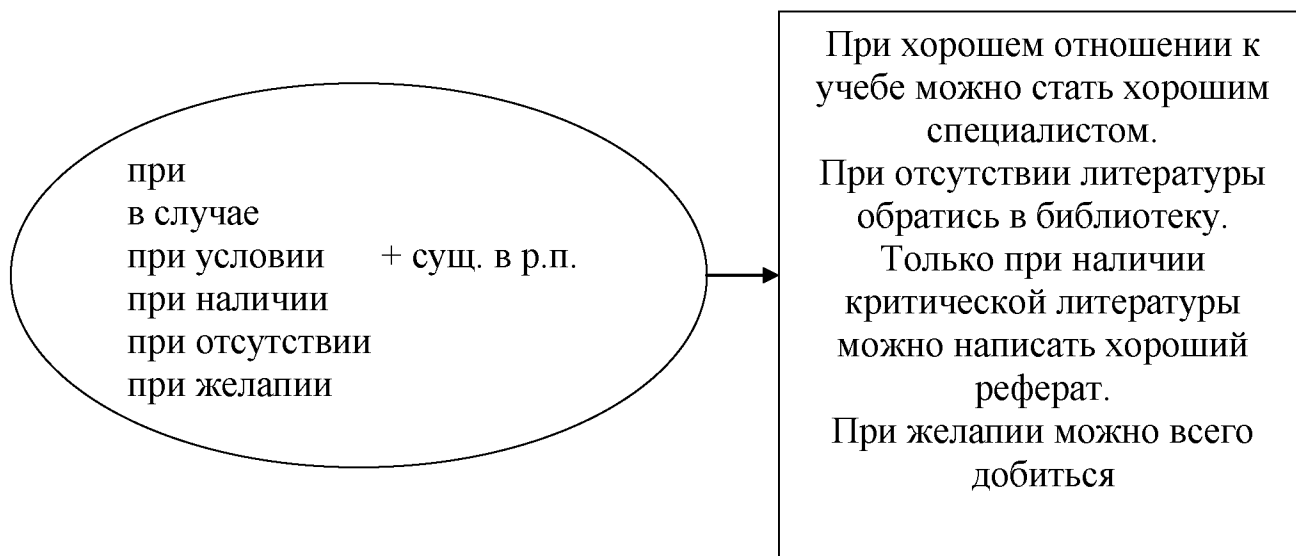 при
в случае
при условии + сущ. в р.п.
при наличии
при отсутствии
при желапии
При хорошем отношении к
учебе можно стать хорошим
специалистом.
При отсутствии литературы
обратись в библиотеку.
Только при наличии
критической литературы
можно написать хороший
реферат.
При желапии можно всего
добиться